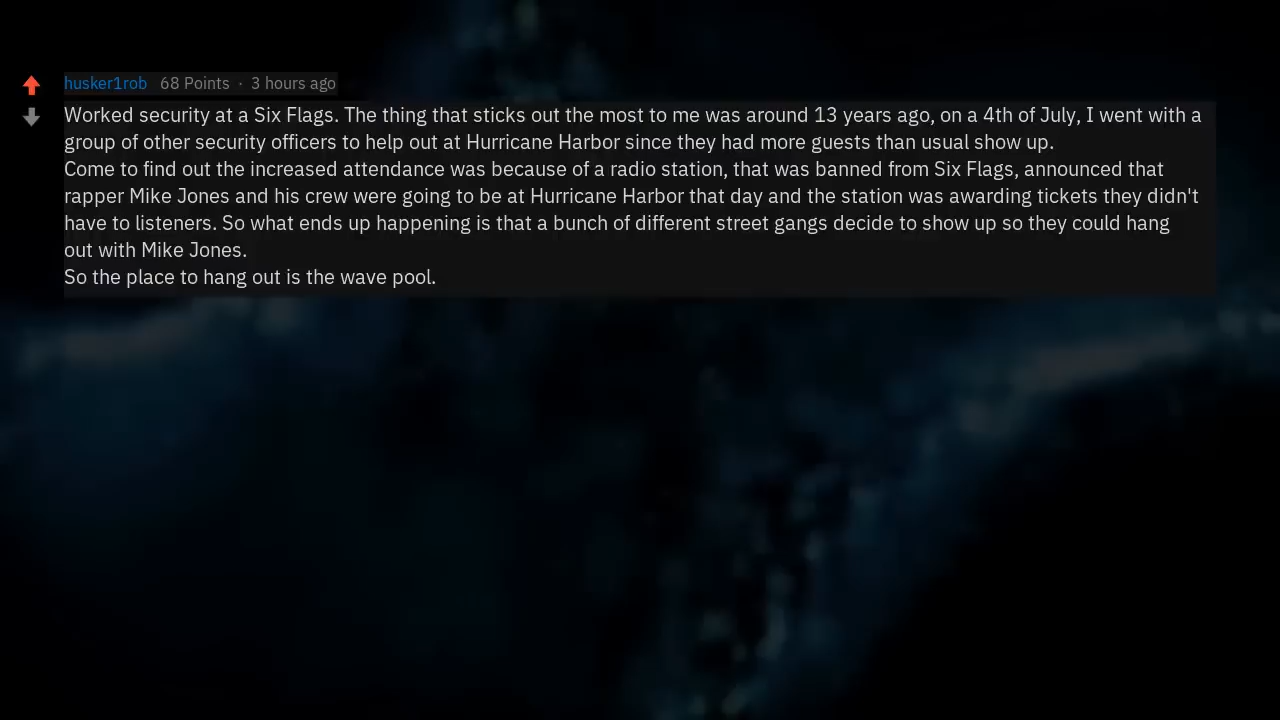 husker1rob 68 Points · 3 hours ago
Worked security at a Six Flags. The thing that sticks out the most to me was around 13 years ago, on a 4th of July, I went with a
group of other security officers to help out at Hurricane Harbor since they had more guests than usual show up.
Come to find out the increased attendance was because of a radio station, that was banned from Six Flags, announced that
rapper Mike Jones and his crew were going to be at Hurricane Harbor that day and the station was awarding tickets they didn't
have to listeners. So what ends up happening is that a bunch of different street gangs decide to show up so they could hang
out with Mike Jones.
So the place to hang out is the wave pool.